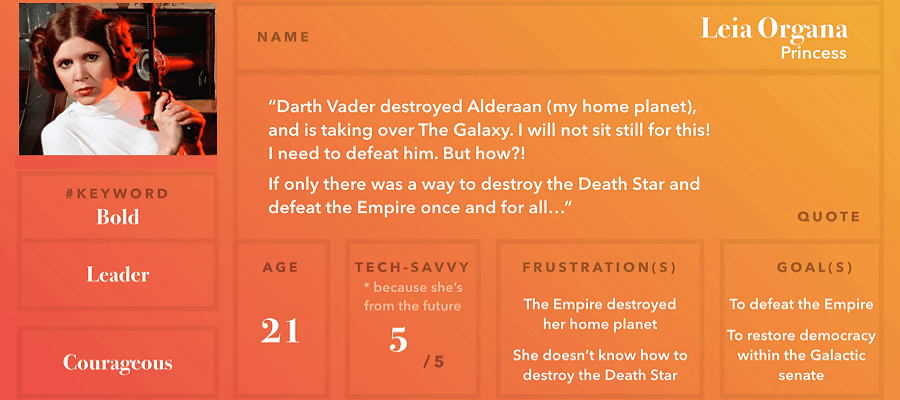 NAME
Leia Organa
Princess
“Darth Vader destroyed Alderaan (my home planet),
and is taking over The Galaxy. I will not sit still for this!
I need to defeat him. But how?!
If only there was a way to destroy the Death Star and
defeat the Empire once and for all…”
QUOTE
#KEYWORD
Bold
Leader
Courageous
AGE
21
TECH-SAVVY
* because she’s
from the future
5
/5
FRUSTRATION(S)
The Empire destroyed
her home planet
She doesn’t know how to
destroy the Death Star
GOAL(S)
To defeat the Empire
To restore democracy
within the Galactic
senate